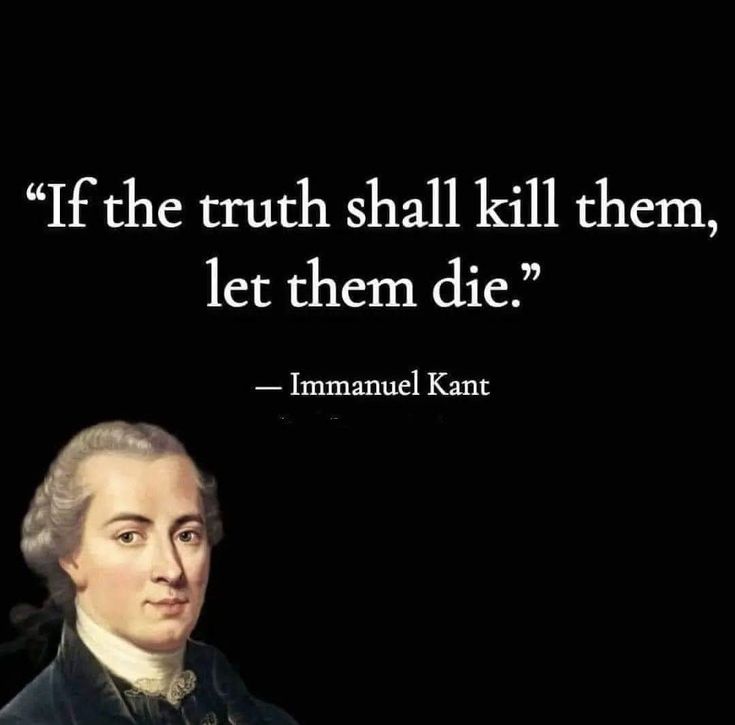 “If the truth shall kill them,
let them die.”
— Immanuel Kant